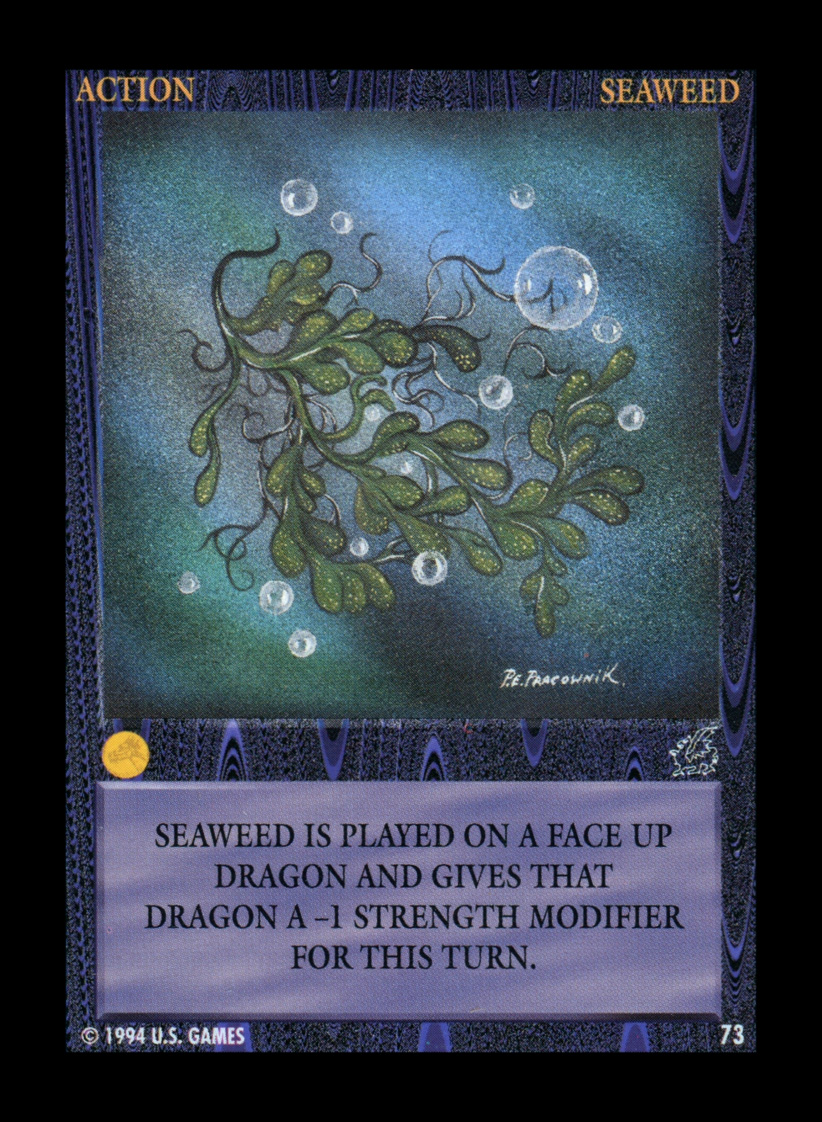 ACTION
SEAWEED
P.E. PRACOWNIK.
SEAWEED IS PLAYED ON A FACE UP
DRAGON AND GIVES THAT
DRAGON A –1 STRENGTH MODIFIER
FOR THIS TURN.
© 1994 U.S. GAMES
73